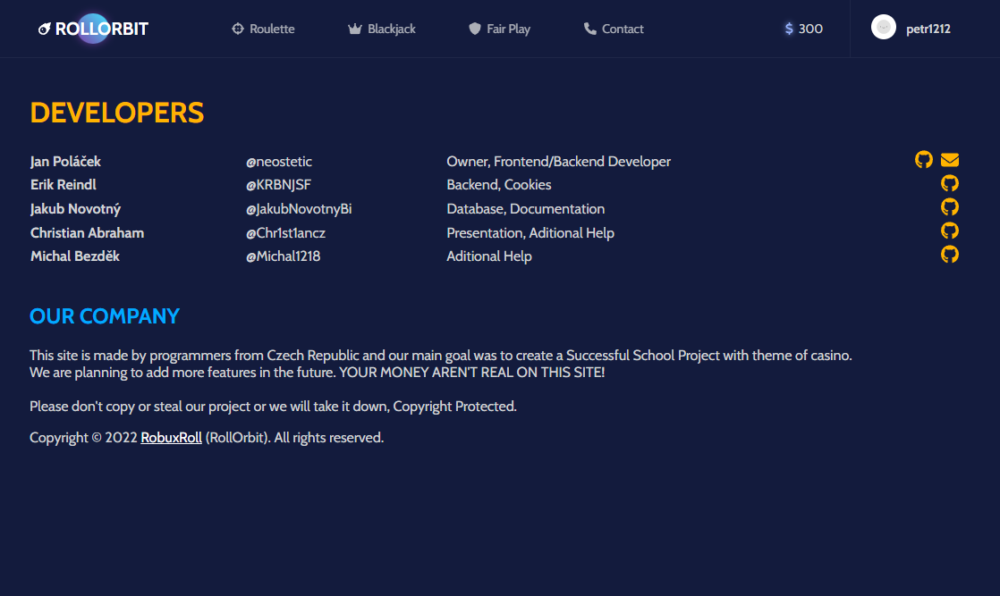 ROLLORBIT Roulette Blackjack Fair Play Contact $ 300 petr1212
DEVELOPERS
Jan Poláček @neostetic Owner, Frontend/Backend Developer
Erik Reindl @KRBNJSF Backend, Cookies
Jakub Novotný @JakubNovotnyBi Database, Documentation
Christian Abraham @Chr1st1ancz Presentation, Aditional Help
Michal Bezděk @Michal1218 Aditional Help
OUR COMPANY
This site is made by programmers from Czech Republic and our main goal was to create a Successful School Project with theme of casino.
We are planning to add more features in the future. YOUR MONEY AREN'T REAL ON THIS SITE!
Please don't copy or steal our project or we will take it down, Copyright Protected.
Copyright © 2022 RobuxRoll (RollOrbit). All rights reserved.